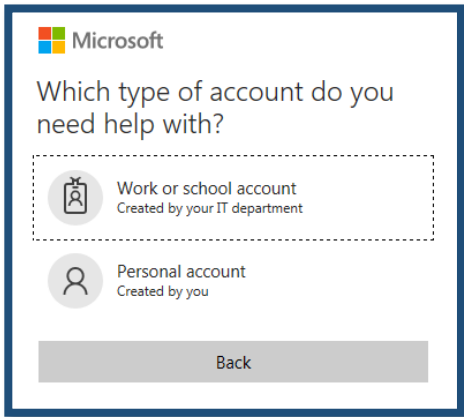 Microsoft
Which type of account do you
need help with?
Work or school account
Created by your IT department
Personal account
Created by you
Back